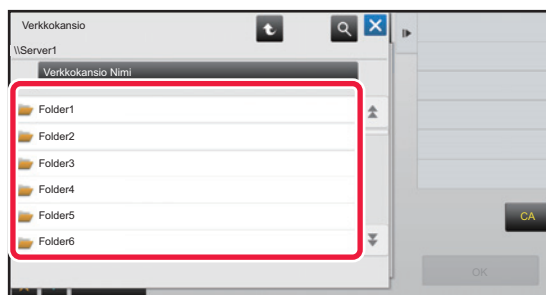 Verkkokansio
\\Server1
Verkkokansio Nimi
Folder1
Folder2
Folder3
Folder4
Folder5
Folder6
CA
OK